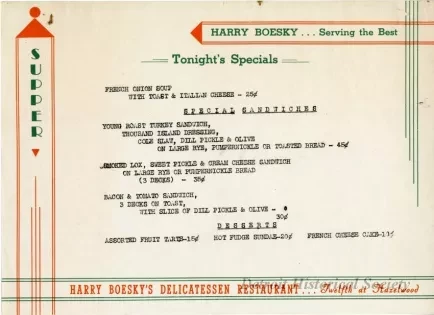 HARRY BOESKY... Serving the Best
Tonight's Specials
SUPPER
FRENCH ONION SOUP
WITH TOAST & ITALIAN CHEESE - 25¢
SPECIAL SANDWICHES
YOUNG ROAST TURKEY SANDWICH,
THOUSAND ISLAND DRESSING,
COLE SLAW, DILL PICKLE & OLIVE
ON LARGE RYE, PUMPERNICKLE OR TOASTED BREAD - 45¢
SMOKED LOX, SWEET PICKLE & CREAM CHEESE SANDWICH
ON LARGE RYE OR PUMPERNICKLE BREAD
(3 DECKS) - 35¢
BACON & TOMATO SANDWICH,
3 DECKS ON TOAST,
WITH SLICE OF DILL PICKLE & OLIVE -
30¢
DESSERTS
ASSORTED FRUIT TARTS-15¢ HOT FUDGE SUNDAE-20¢ FRENCH CHEESE CAKE-
Detroit Historical Society
HARRY BOESKY'S DELICATESSEN RESTAURANT... Twelfth at Hazelwood